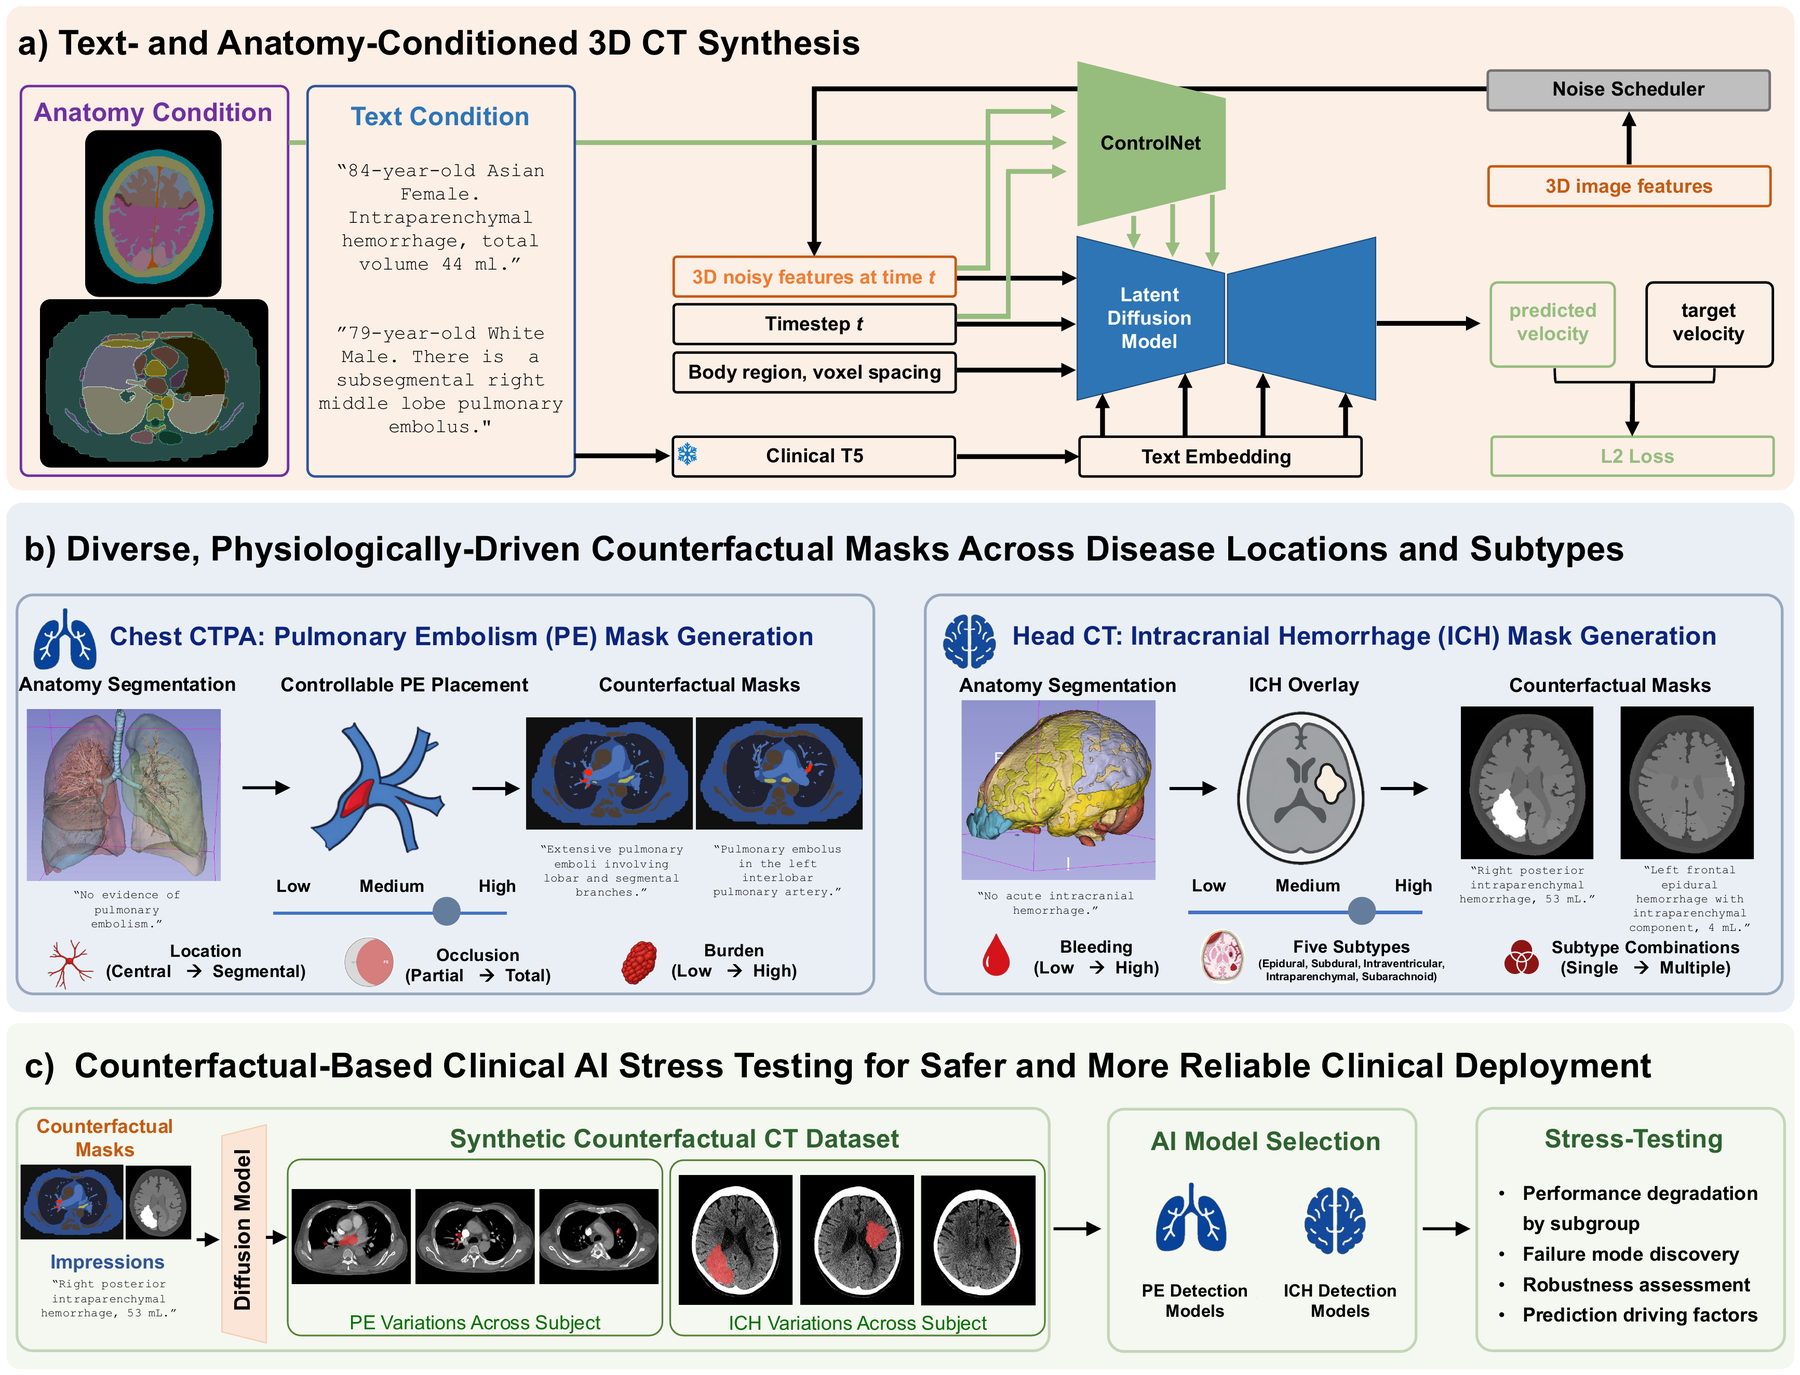 a) Text- and Anatomy-Conditioned 3D CT Synthesis
Anatomy Condition
Text Condition
“84-year-old Asian
Female.
Intraparenchymal
hemorrhage, total
volume 44 ml.”
”79-year-old White
Male. There is a
subsegmental right
middle lobe pulmonary
embolus."
ControlNet
Noise Scheduler
3D image features
3D noisy features at time t
Timestep t
Body region, voxel spacing
Clinical T5
Latent
Diffusion
Model
Text Embedding
predicted
velocity
target
velocity
L2 Loss
b) Diverse, Physiologically-Driven Counterfactual Masks Across Disease Locations and Subtypes
Chest CTPA: Pulmonary Embolism (PE) Mask Generation
Anatomy Segmentation
Controllable PE Placement
Counterfactual Masks
“No evidence of
pulmonary
embolism.”
Low
Medium
High
“Extensive pulmonary
emboli involving
lobar and segmental
branches.”
“Pulmonary embolus
in the left
interlobar
pulmonary artery.”
Location
(Central → Segmental)
Occlusion
(Partial → Total)
Burden
(Low → High)
Head CT: Intracranial Hemorrhage (ICH) Mask Generation
Anatomy Segmentation
ICH Overlay
Counterfactual Masks
“No acute intracranial
hemorrhage.”
Low
Medium
High
“Right posterior
intraparenchymal
hemorrhage, 53 mL.”
“Left frontal
epidural
hemorrhage with
intraparenchymal
component, 4 mL.”
Bleeding
(Low → High)
Five Subtypes
(Epidural, Subdural, Intraventricular,
Intraparenchymal, Subarachnoid)
Subtype Combinations
(Single → Multiple)
c) Counterfactual-Based Clinical AI Stress Testing for Safer and More Reliable Clinical Deployment
Counterfactual
Masks
Impressions
“Right posterior
intraparenchymal
hemorrhage, 53 mL.”
Diffusion Model
Synthetic Counterfactual CT Dataset
PE Variations Across Subject
ICH Variations Across Subject
AI Model Selection
PE Detection
Models
ICH Detection
Models
Stress-Testing
• Performance degradation
by subgroup
• Failure mode discovery
• Robustness assessment
• Prediction driving factors